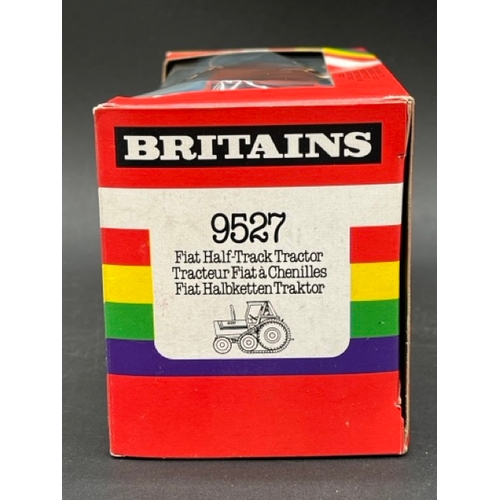 BRITAINS
9527
Fiat Half-Track Tractor
Tracteur Fiat à Chenilles
Fiat Halbketten Traktor